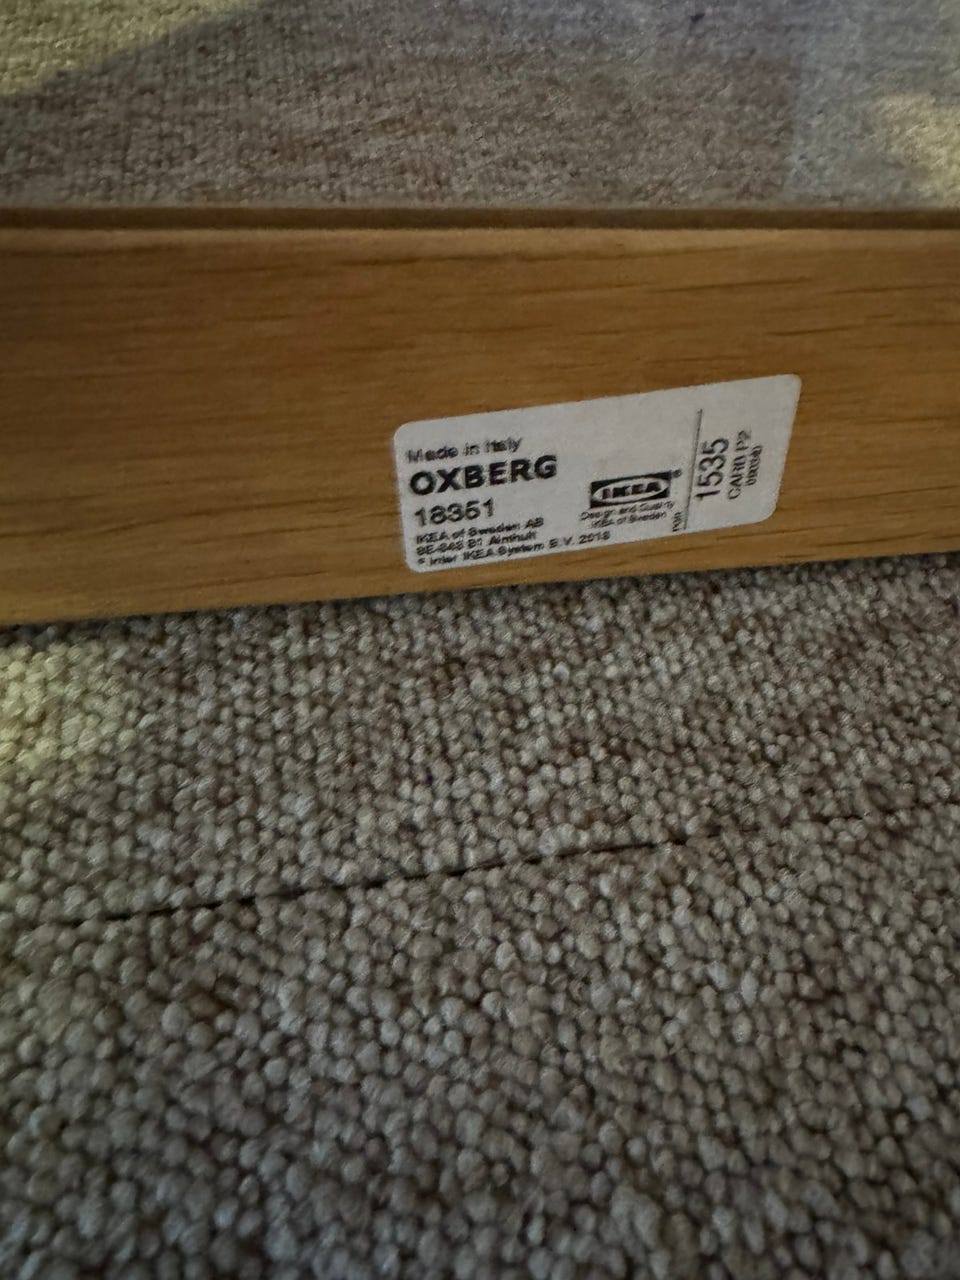 Made in Italy
OXBERG
18351
IKEA of Sweden AB
SE-343 81 Älmhult
© Inter IKEA System B.V. 2018
IKEA®
Design and Quality
IKEA of Sweden
1535
CARB P2